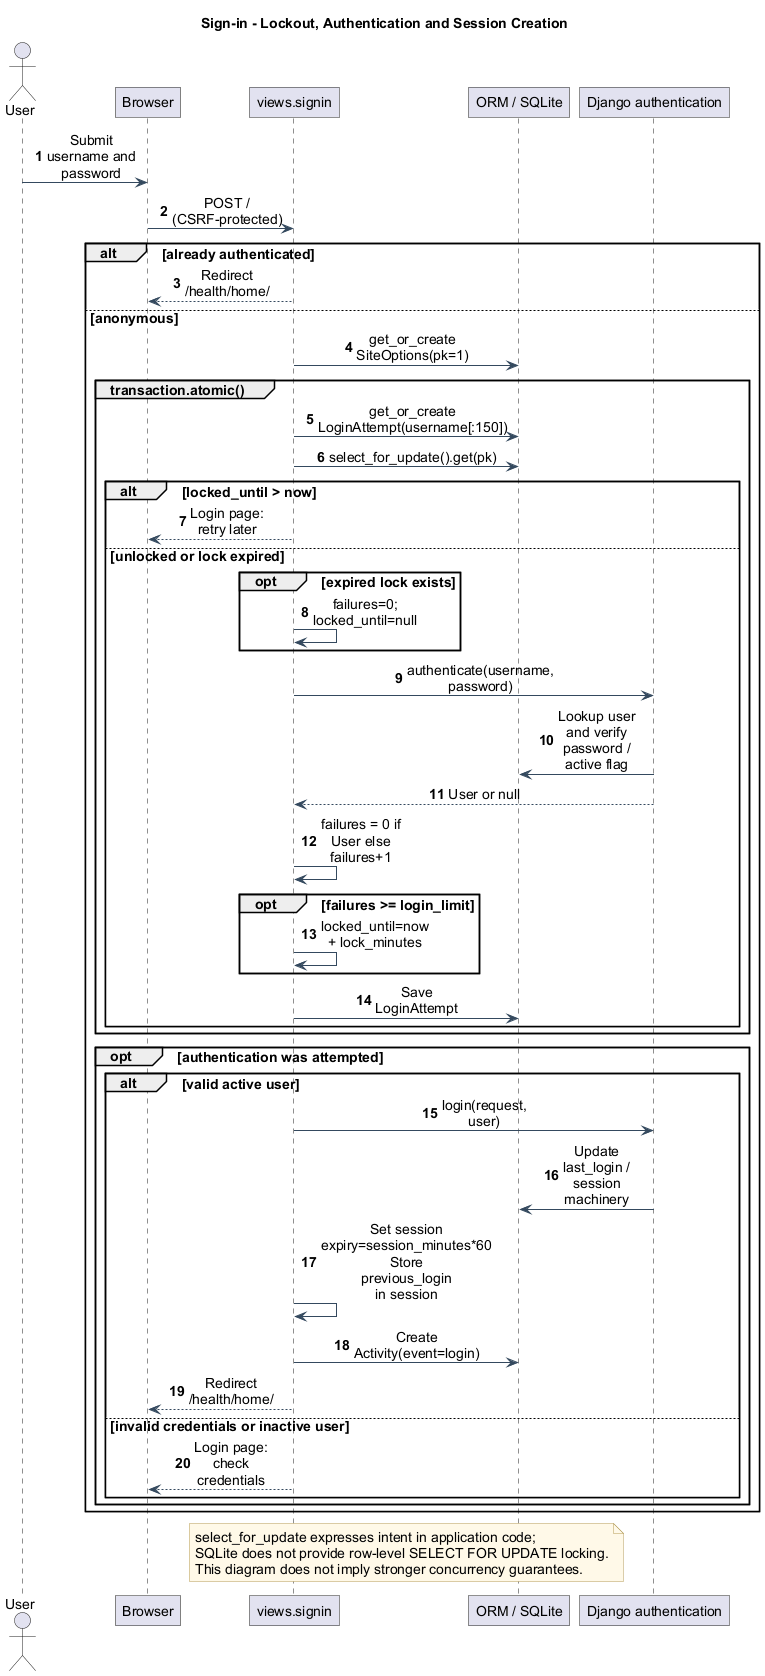 Sign-in - Lockout, Authentication and Session Creation
User
Browser
views.signin
ORM / SQLite
Django authentication
Submit
1 username and
password
POST /
2 (CSRF-protected)
alt [already authenticated]
Redirect
3 /health/home/
[anonymous]
get_or_create
4 SiteOptions(pk=1)
transaction.atomic()
get_or_create
5 LoginAttempt(username[:150])
6 select_for_update().get(pk)
alt [locked_until > now]
Login page:
7 retry later
[unlocked or lock expired]
opt [expired lock exists]
failures=0;
8 locked_until=null
authenticate(username,
9 password)
Lookup user
and verify
10 password /
active flag
11 User or null
failures = 0 if
12 User else
failures+1
opt [failures >= login_limit]
locked_until=now
13 + lock_minutes
Save
14 LoginAttempt
opt [authentication was attempted]
alt [valid active user]
login(request,
15 user)
Update
last_login /
16 session
machinery
Set session
expiry=session_minutes*60
17 Store
previous_login
in session
Create
18 Activity(event=login)
Redirect
19 /health/home/
[invalid credentials or inactive user]
Login page:
20 check
credentials
select_for_update expresses intent in application code;
SQLite does not provide row-level SELECT FOR UPDATE locking.
This diagram does not imply stronger concurrency guarantees.
User
Browser
views.signin
ORM / SQLite
Django authentication